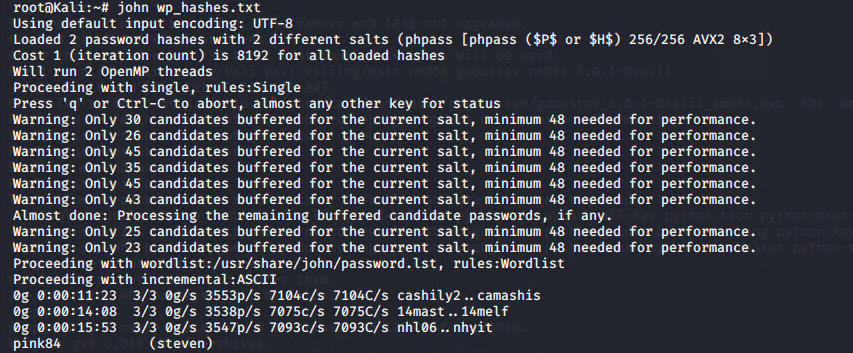 root@Kali:~# john wp_hashes.txt
Using default input encoding: UTF-8
Loaded 2 password hashes with 2 different salts (phpass [phpass ($P$ or $H$) 256/256 AVX2 8×3])
Cost 1 (iteration count) is 8192 for all loaded hashes
Will run 2 OpenMP threads
Proceeding with single, rules:Single
Press 'q' or Ctrl-C to abort, almost any other key for status
Warning: Only 30 candidates buffered for the current salt, minimum 48 needed for performance.
Warning: Only 26 candidates buffered for the current salt, minimum 48 needed for performance.
Warning: Only 45 candidates buffered for the current salt, minimum 48 needed for performance.
Warning: Only 35 candidates buffered for the current salt, minimum 48 needed for performance.
Warning: Only 45 candidates buffered for the current salt, minimum 48 needed for performance.
Warning: Only 43 candidates buffered for the current salt, minimum 48 needed for performance.
Almost done: Processing the remaining buffered candidate passwords, if any.
Warning: Only 25 candidates buffered for the current salt, minimum 48 needed for performance.
Warning: Only 23 candidates buffered for the current salt, minimum 48 needed for performance.
Proceeding with wordlist:/usr/share/john/password.lst, rules:Wordlist
Proceeding with incremental:ASCII
0g 0:00:11:23 3/3 0g/s 3553p/s 7104c/s 7104C/s cashily2..camashis
0g 0:00:14:08 3/3 0g/s 3538p/s 7075c/s 7075C/s 14mast..14melf
0g 0:00:15:53 3/3 0g/s 3547p/s 7093c/s 7093C/s nhl06..nhyit
pink84 (steven)